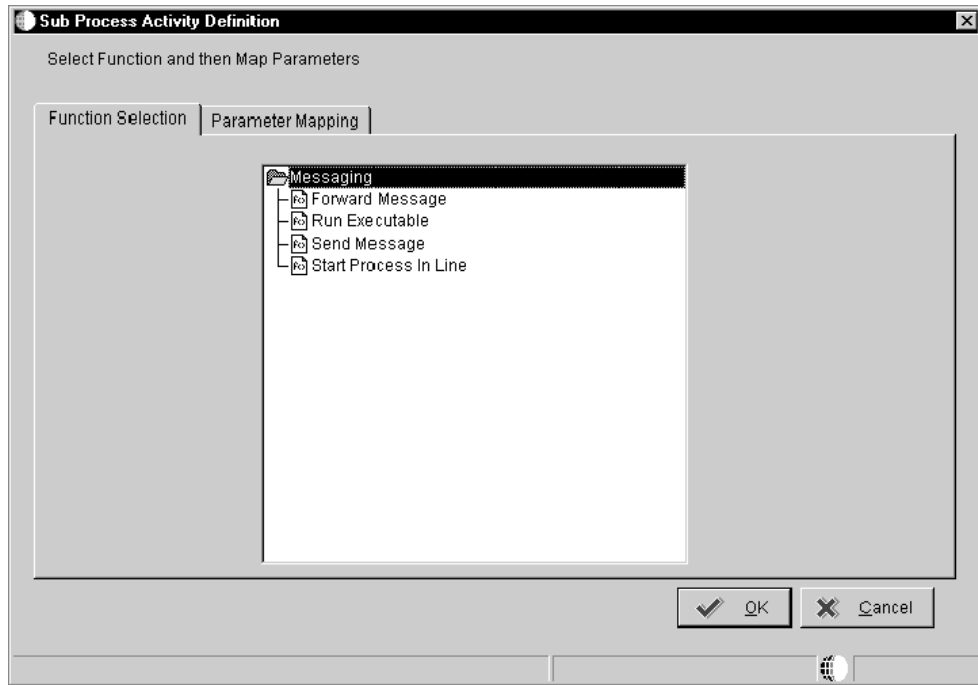 Sub Process Activity Definition
Select Function and then Map Parameters
Function Selection
Parameter Mapping
Messaging
Forward Message
Run Executable
Send Message
Start Process In Line
OK
Cancel